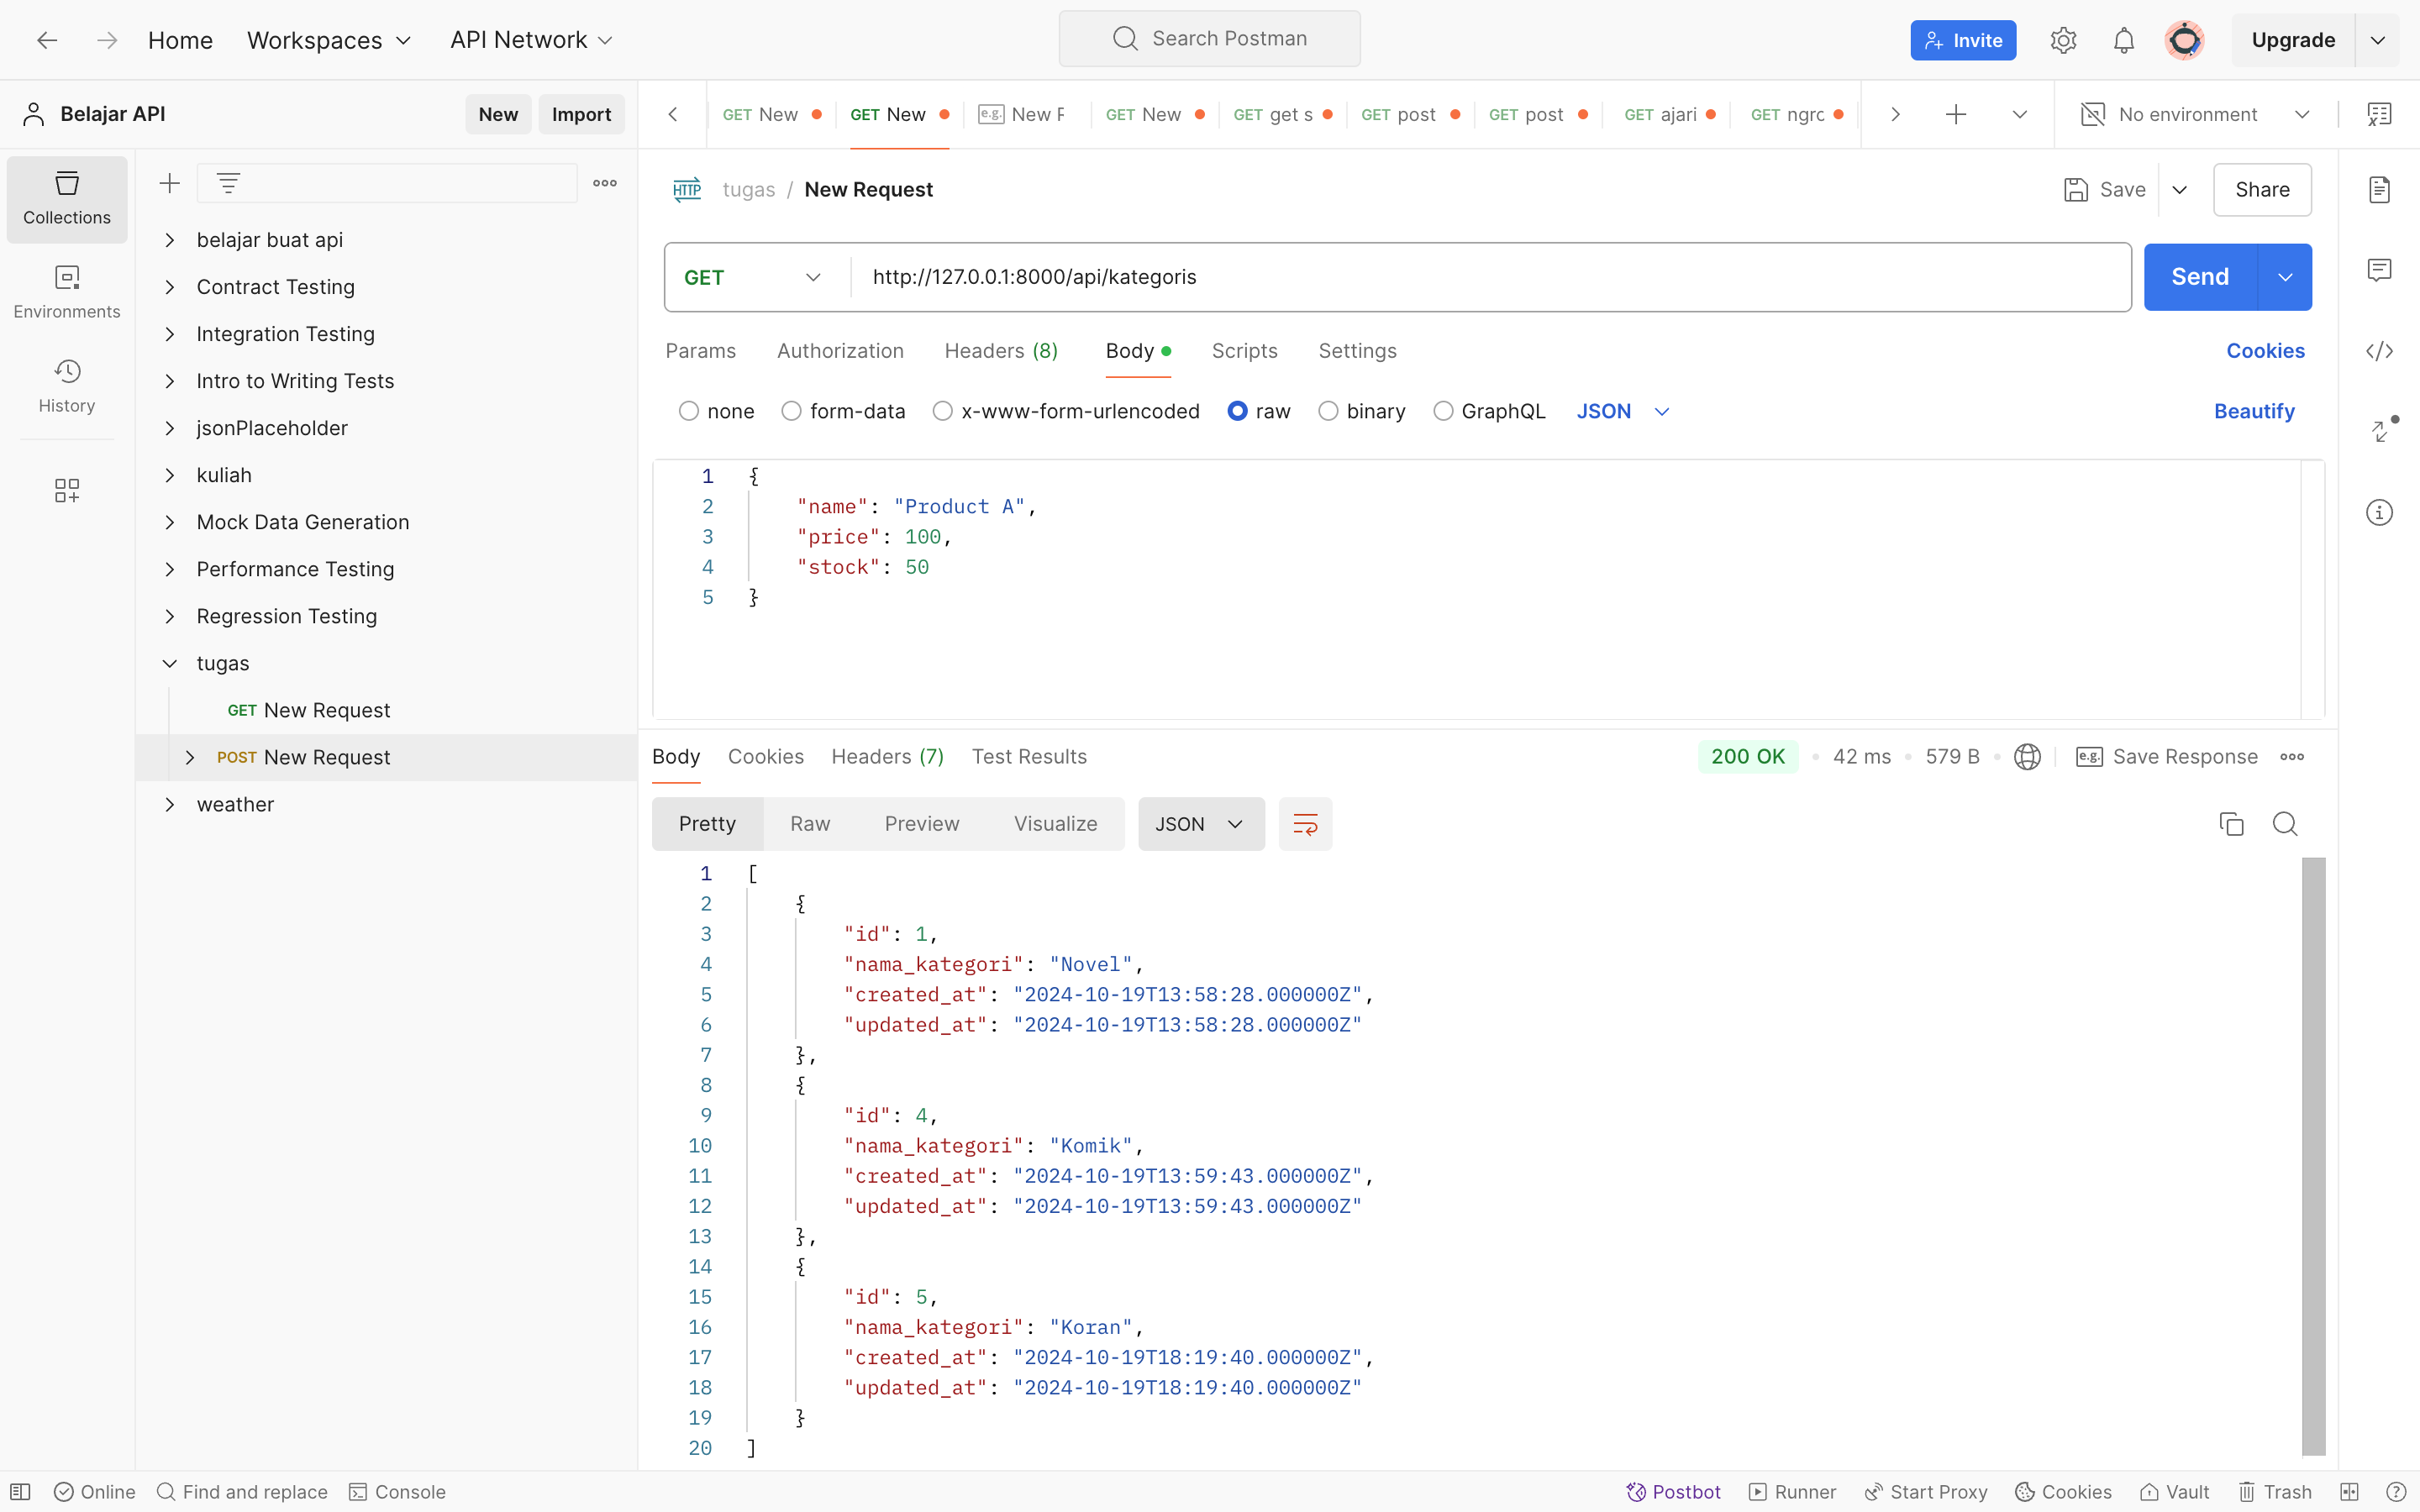 Home Workspaces API Network Search Postman Invite Upgrade
Belajar API New Import
GET New GET New e.g. New F GET New GET get s GET post GET post GET ajari GET ngrc No environment
Collections
Environments
History
belajar buat api
Contract Testing
Integration Testing
Intro to Writing Tests
jsonPlaceholder
kuliah
Mock Data Generation
Performance Testing
Regression Testing
tugas
GET New Request
POST New Request
weather
HTTP tugas / New Request Save Share
GET http://127.0.0.1:8000/api/kategoris Send
Params Authorization Headers (8) Body Scripts Settings Cookies
none form-data x-www-form-urlencoded raw binary GraphQL JSON Beautify
1 {
2 "name": "Product A",
3 "price": 100,
4 "stock": 50
5 }
Body Cookies Headers (7) Test Results 200 OK 42 ms 579 B e.g. Save Response
Pretty Raw Preview Visualize JSON
1 [
2 {
3 "id": 1,
4 "nama_kategori": "Novel",
5 "created_at": "2024-10-19T13:58:28.000000Z",
6 "updated_at": "2024-10-19T13:58:28.000000Z"
7 },
8 {
9 "id": 4,
10 "nama_kategori": "Komik",
11 "created_at": "2024-10-19T13:59:43.000000Z",
12 "updated_at": "2024-10-19T13:59:43.000000Z"
13 },
14 {
15 "id": 5,
16 "nama_kategori": "Koran",
17 "created_at": "2024-10-19T18:19:40.000000Z",
18 "updated_at": "2024-10-19T18:19:40.000000Z"
19 }
20 ]
Online Find and replace Console Postbot Runner Start Proxy Cookies Vault Trash